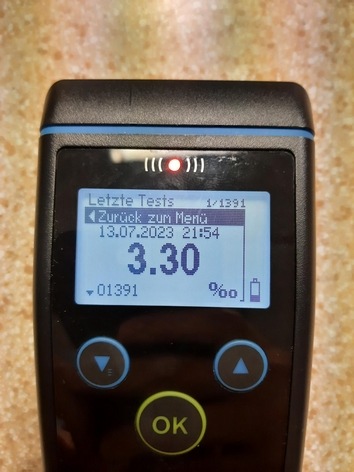 Letzte Tests 1/1391
Zurück zum Menü
13.07.2023 21:54
3.30
01391 ‰
OK